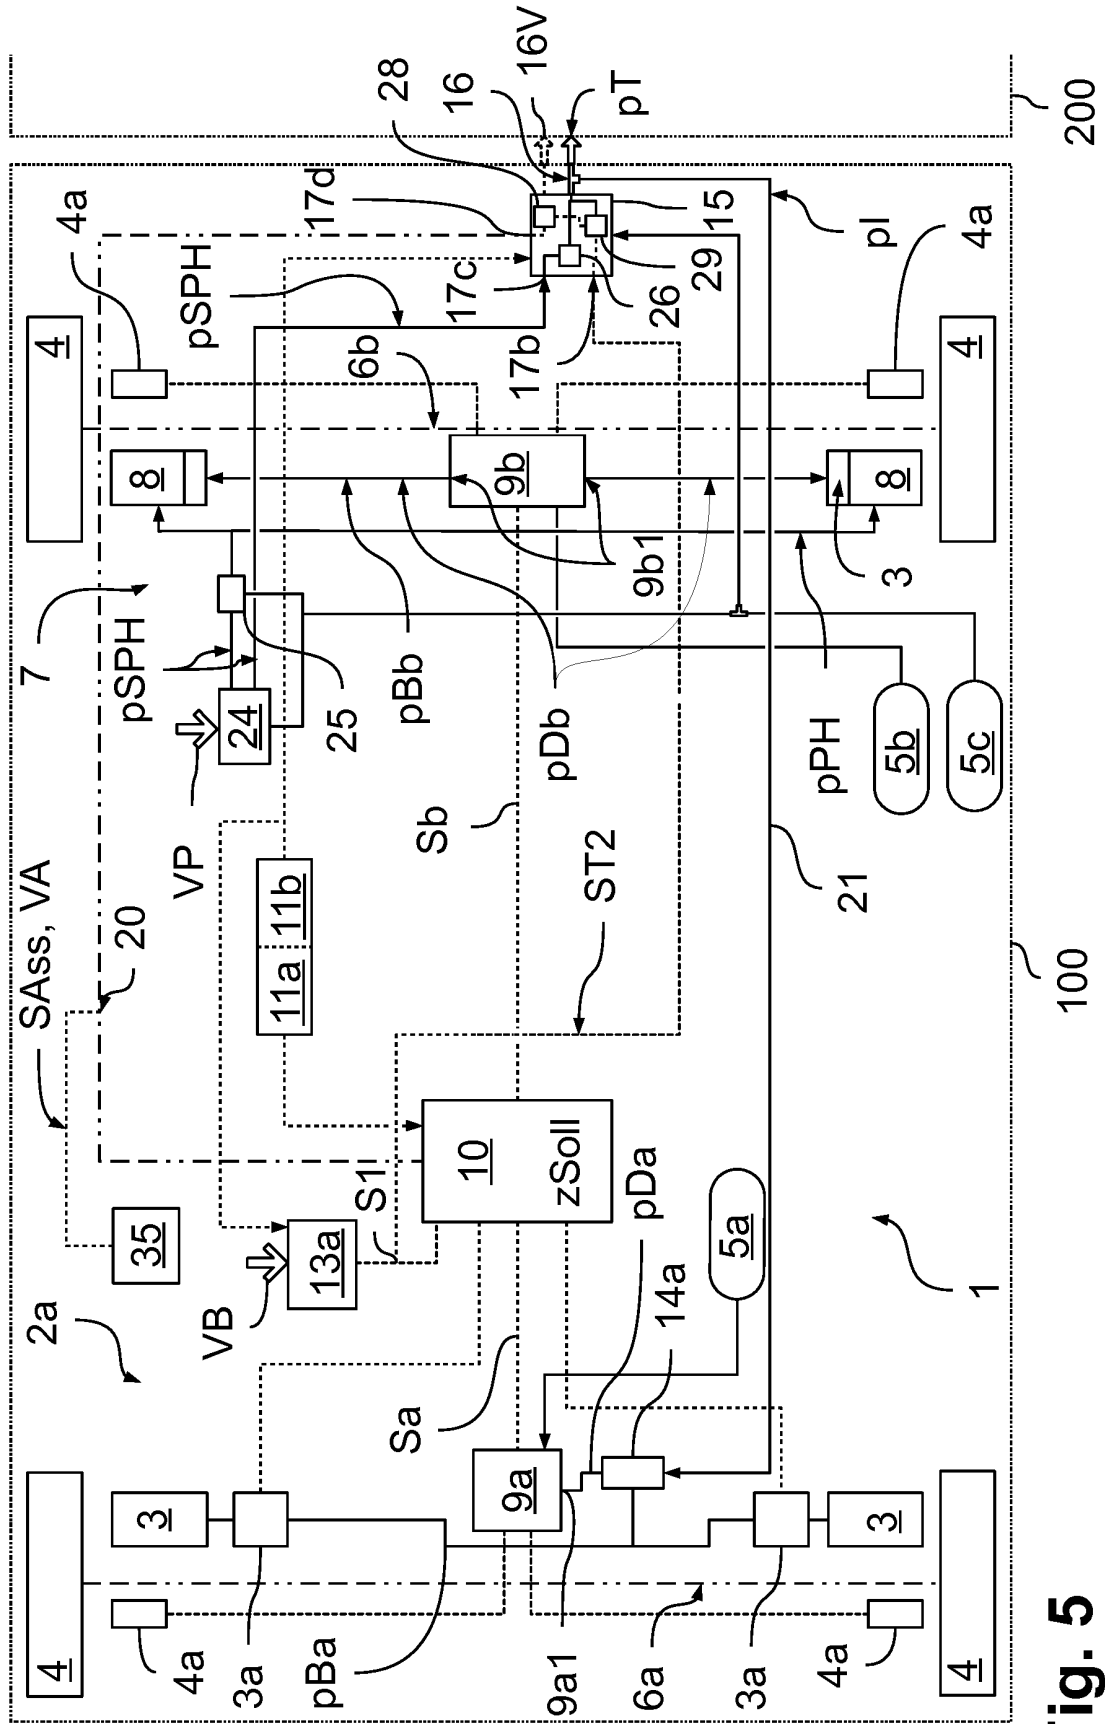 200
16V
16
28
pT
17d
4a
pSPH
17c
15
pI
4a
29
26
4
6b
17b
4
8
9b
8
9b1
3
7
pSPH
24
25
pBb
pDb
pPH
5b
5c
VP
Sb
ST2
21
SAss, VA
20
11a
11b
100
S1
10
zSoll
pDa
5a
35
13a
VB
2a
14a
1
Sa
9a
3
3
4
4
4a
3a
pBa
9a1
6a
3a
4a
ig. 5